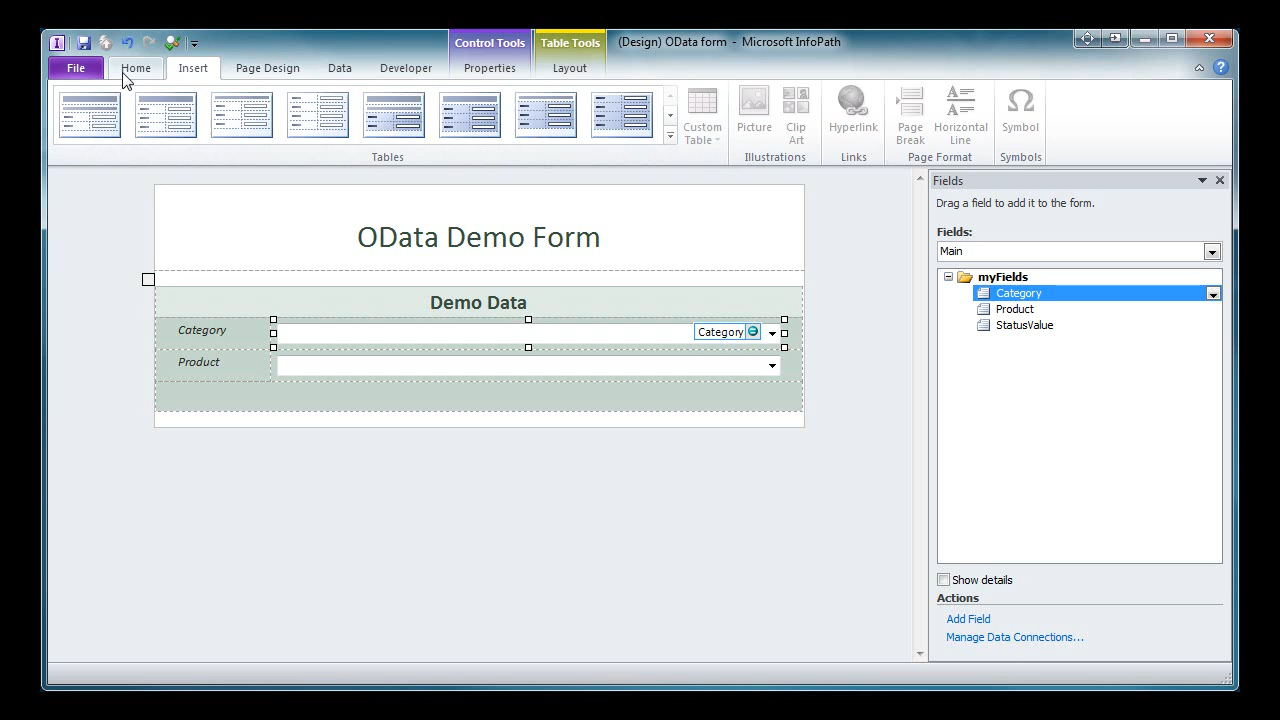 Control Tools
Table Tools
(Design) OData form - Microsoft InfoPath
File
Home
Insert
Page Design
Data
Developer
Properties
Layout
Custom
Table
Picture
Clip
Art
Hyperlink
Page
Break
Horizontal
Line
Symbol
Tables
Illustrations
Links
Page Format
Symbols
OData Demo Form
Demo Data
Category
Category
Product
Fields
Drag a field to add it to the form.
Fields:
Main
myFields
Category
Product
StatusValue
Show details
Actions
Add Field
Manage Data Connections...